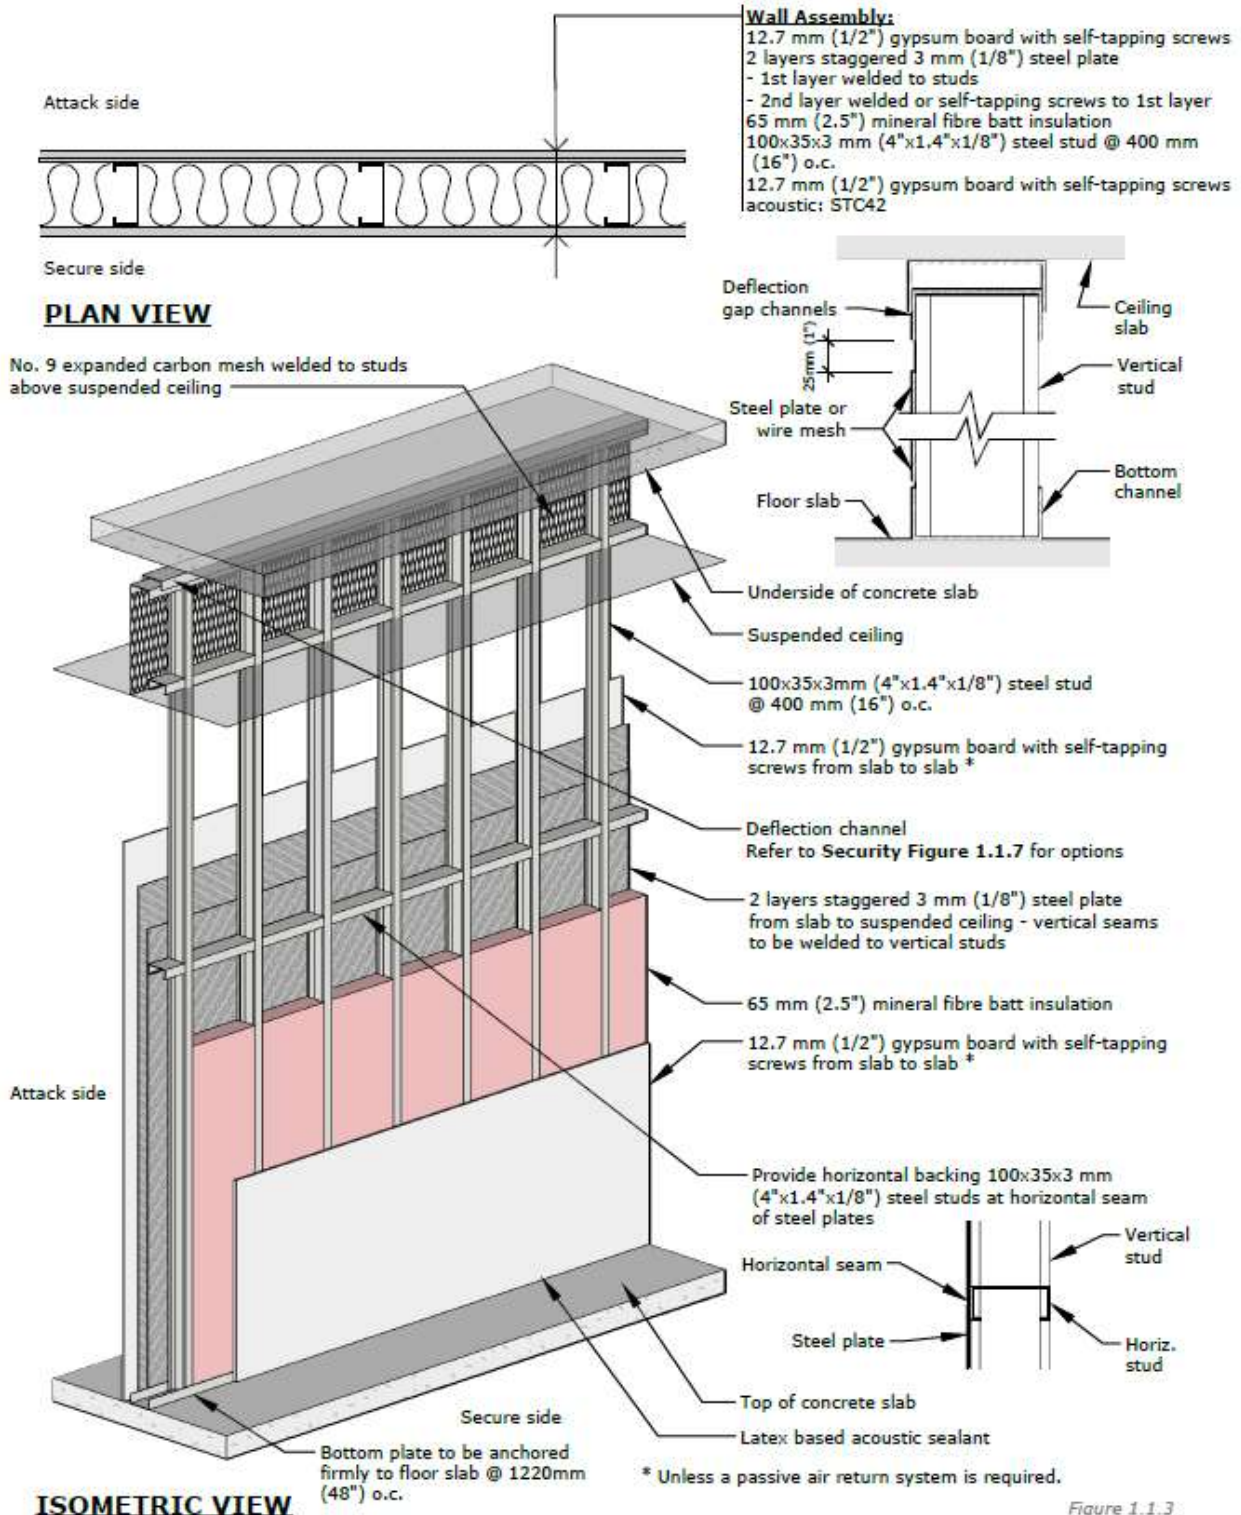 Wall Assembly:
12.7 mm (1/2") gypsum board with self-tapping screws
2 layers staggered 3 mm (1/8") steel plate
- 1st layer welded to studs
- 2nd layer welded or self-tapping screws to 1st layer
65 mm (2.5") mineral fibre batt insulation
100x35x3 mm (4"x1.4"x1/8") steel stud @ 400 mm
(16") o.c.
12.7 mm (1/2") gypsum board with self-tapping screws
acoustic: STC42
Attack side
Secure side
PLAN VIEW
Deflection
gap channels
25mm (1")
Steel plate or
wire mesh
Floor slab
Ceiling
slab
Vertical
stud
Bottom
channel
No. 9 expanded carbon mesh welded to studs
above suspended ceiling
Underside of concrete slab
Suspended ceiling
100x35x3mm (4"x1.4"x1/8") steel stud
@ 400 mm (16") o.c.
12.7 mm (1/2") gypsum board with self-tapping
screws from slab to slab *
Deflection channel
Refer to Security Figure 1.1.7 for options
2 layers staggered 3 mm (1/8") steel plate
from slab to suspended ceiling - vertical seams
to be welded to vertical studs
65 mm (2.5") mineral fibre batt insulation
12.7 mm (1/2") gypsum board with self-tapping
screws from slab to slab *
Attack side
Provide horizontal backing 100x35x3 mm
(4"x1.4"x1/8") steel studs at horizontal seam
of steel plates
Horizontal seam
Steel plate
Vertical
stud
Horiz.
stud
Top of concrete slab
Secure side
Latex based acoustic sealant
Bottom plate to be anchored
firmly to floor slab @ 1220mm
(48") o.c.
* Unless a passive air return system is required.
ISOMETRIC VIEW
Figure 1.1.3